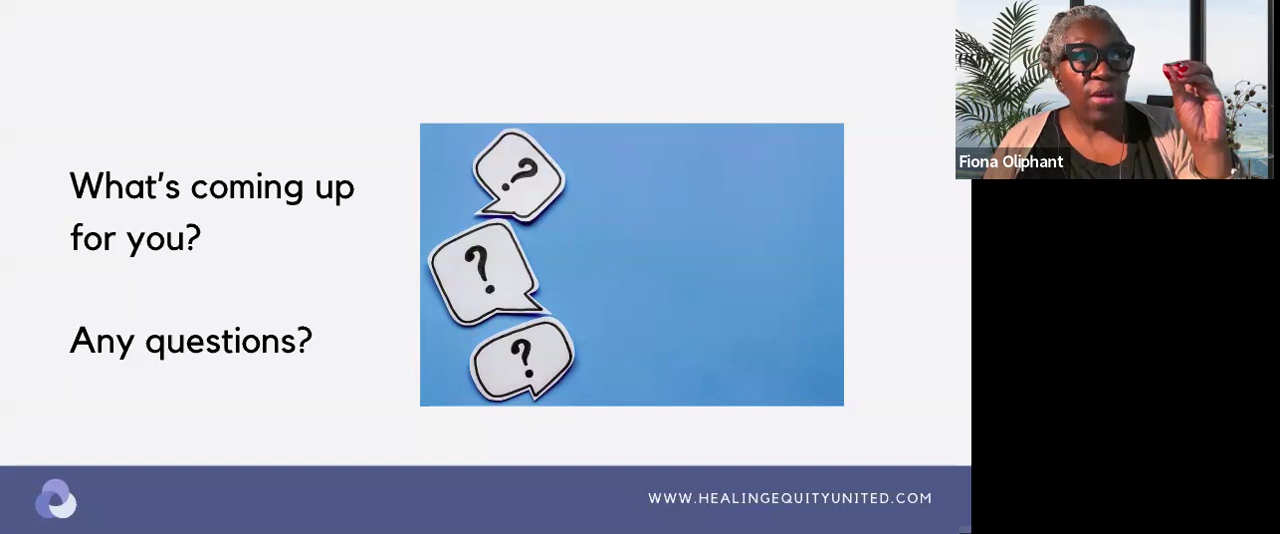 What's coming up
for you?
Any questions?
?
?
?
WWW.HEALINGEQUITYUNITED.COM
Fiona Oliphant